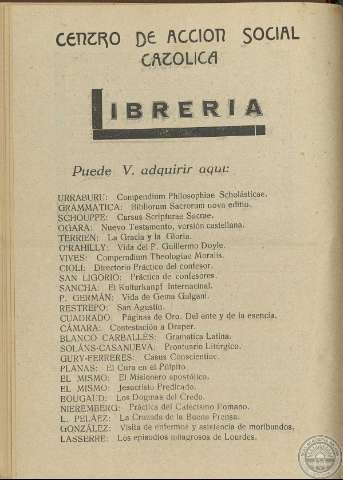 CENTRO DE ACCION SOCIAL
CATOLICA
LIBRERIA
Puede V. adquirir aquí:
URRABURU: Compendium Philosophiae Scholásticae.
GRAMMATICA: Bibliorum Sacrorum nova editio.
SCHOUPPE: Cursus Scripturae Sacrae.
OGARA: Nuevo Testamento, versión castellana.
TERRIEN: La Gracia y la Gloria.
O'RAHILLY: Vida del P. Guillermo Doyle.
VIVES: Compendium Theologiae Moralis.
CIOLI: Directorio Práctico del confesor.
SAN LIGORIO: Práctica de confesores.
SANCHA: El Kulturkampf Internacional.
P. GERMÁN: Vida de Gema Galgani.
RESTREPO: San Agustín.
CUADRADO: Páginas de Oro. Del ente y de la esencia.
CÁMARA: Contestación a Draper.
BLANCO CARBALLÉS: Gramatica Latina.
SOLÁNS-CASANUEVA: Prontuario Litúrgico.
GURY-FERRERES: Casus Conscientiae.
PLANAS: El Cura en el Púlpito.
EL MISMO: El Misionero apostólico.
EL MISMO: Jesucristo Predicado.
BOUGAUD: Los Dogmas del Credo.
NIEREMBERG: Práctica del Catecismo Romano.
L. PELÁEZ: La Cruzada de la Buena Prensa.
GONZÁLEZ: Visita de enfermos y asistencia de moribundos.
LASSERRE: Los episodios milagrosos de Lourdes.